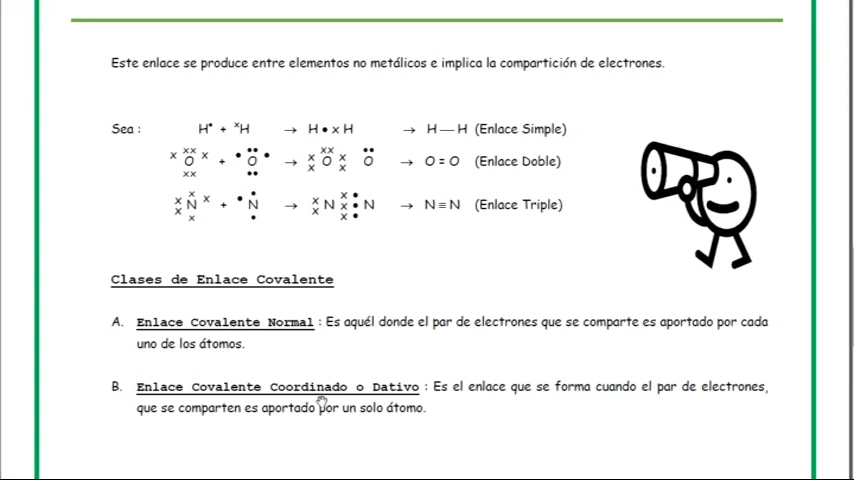 Este enlace se produce entre elementos no metálicos e implica la compartición de electrones.
Sea : H• + xH → H • x H → H — H (Enlace Simple)
O + O → O O → O = O (Enlace Doble)
N + N → N N → N ≡ N (Enlace Triple)
Clases de Enlace Covalente
A. Enlace Covalente Normal : Es aquél donde el par de electrones que se comparte es aportado por cada
uno de los átomos.
B. Enlace Covalente Coordinado o Dativo : Es el enlace que se forma cuando el par de electrones,
que se comparten es aportado por un solo átomo.